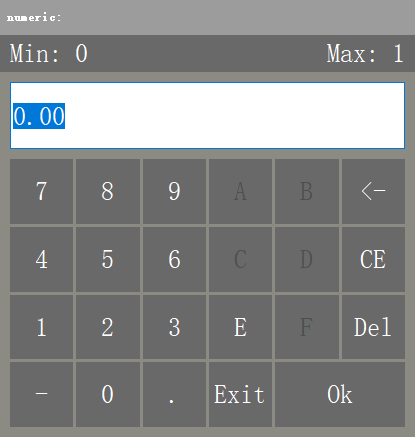 numeric:
Min: 0 Max: 1
0.00
7 8 9 A B <-
4 5 6 C D CE
1 2 3 E F Del
- 0 . Exit Ok